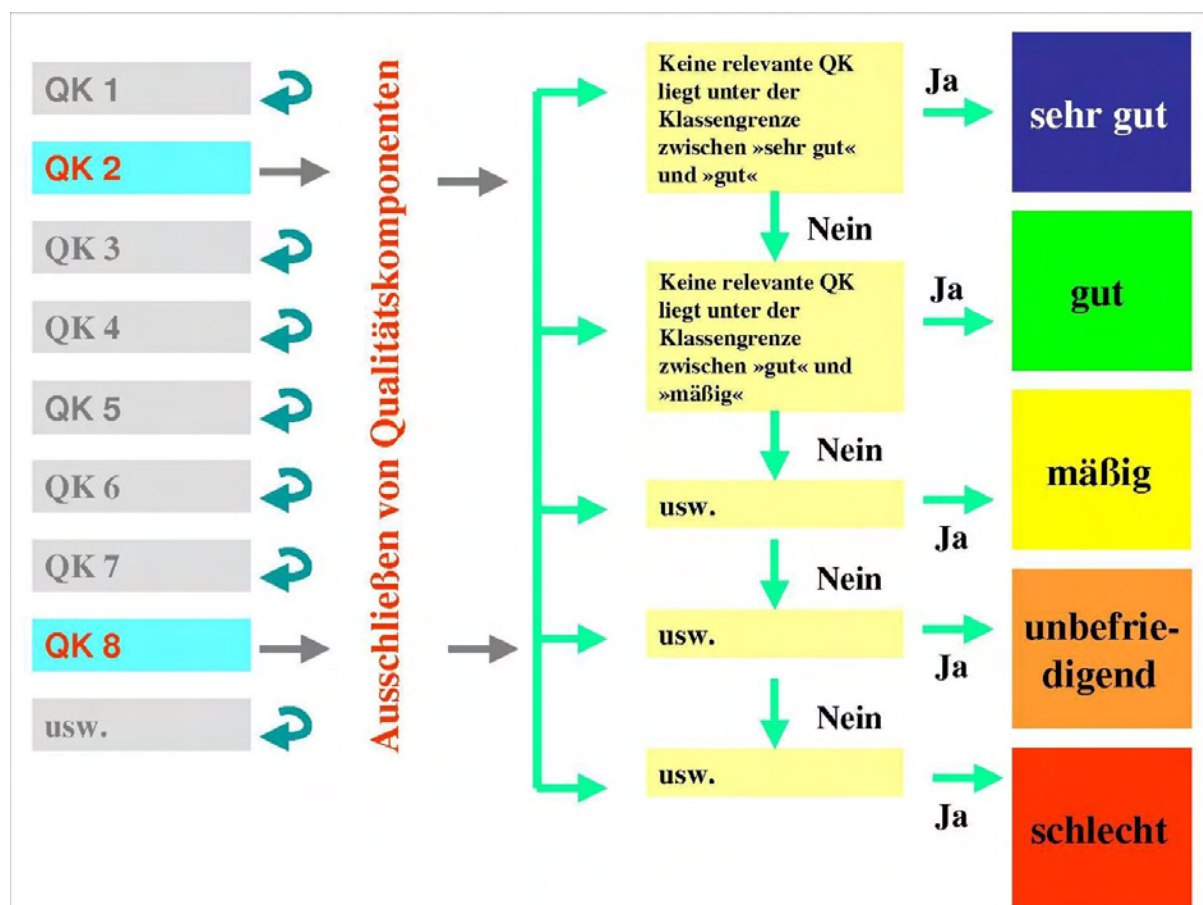 QK 1
QK 2
QK 3
QK 4
QK 5
QK 6
QK 7
QK 8
usw.
Ausschließen von Qualitätskomponenten
Keine relevante QK
liegt unter der
Klassengrenze
zwischen »sehr gut«
und »gut«
Ja
sehr gut
Nein
Keine relevante QK
liegt unter der
Klassengrenze
zwischen »gut« und
»mäßig«
Ja
gut
Nein
usw.
Ja
mäßig
Nein
usw.
Ja
unbefrie-
digend
Nein
usw.
Ja
schlecht